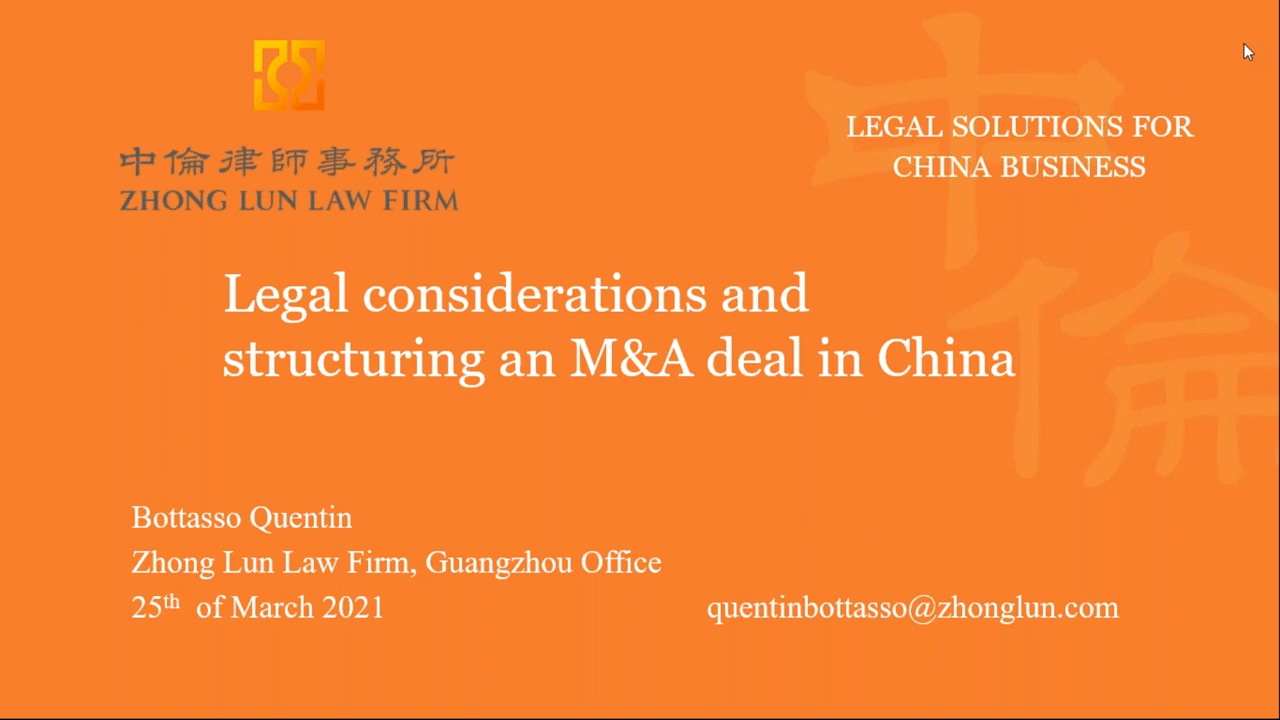 中倫律師事務所
ZHONG LUN LAW FIRM
LEGAL SOLUTIONS FOR
CHINA BUSINESS
中
倫
Legal considerations and
structuring an M&A deal in China
Bottasso Quentin
Zhong Lun Law Firm, Guangzhou Office
25th of March 2021
quentinbottasso@zhonglun.com